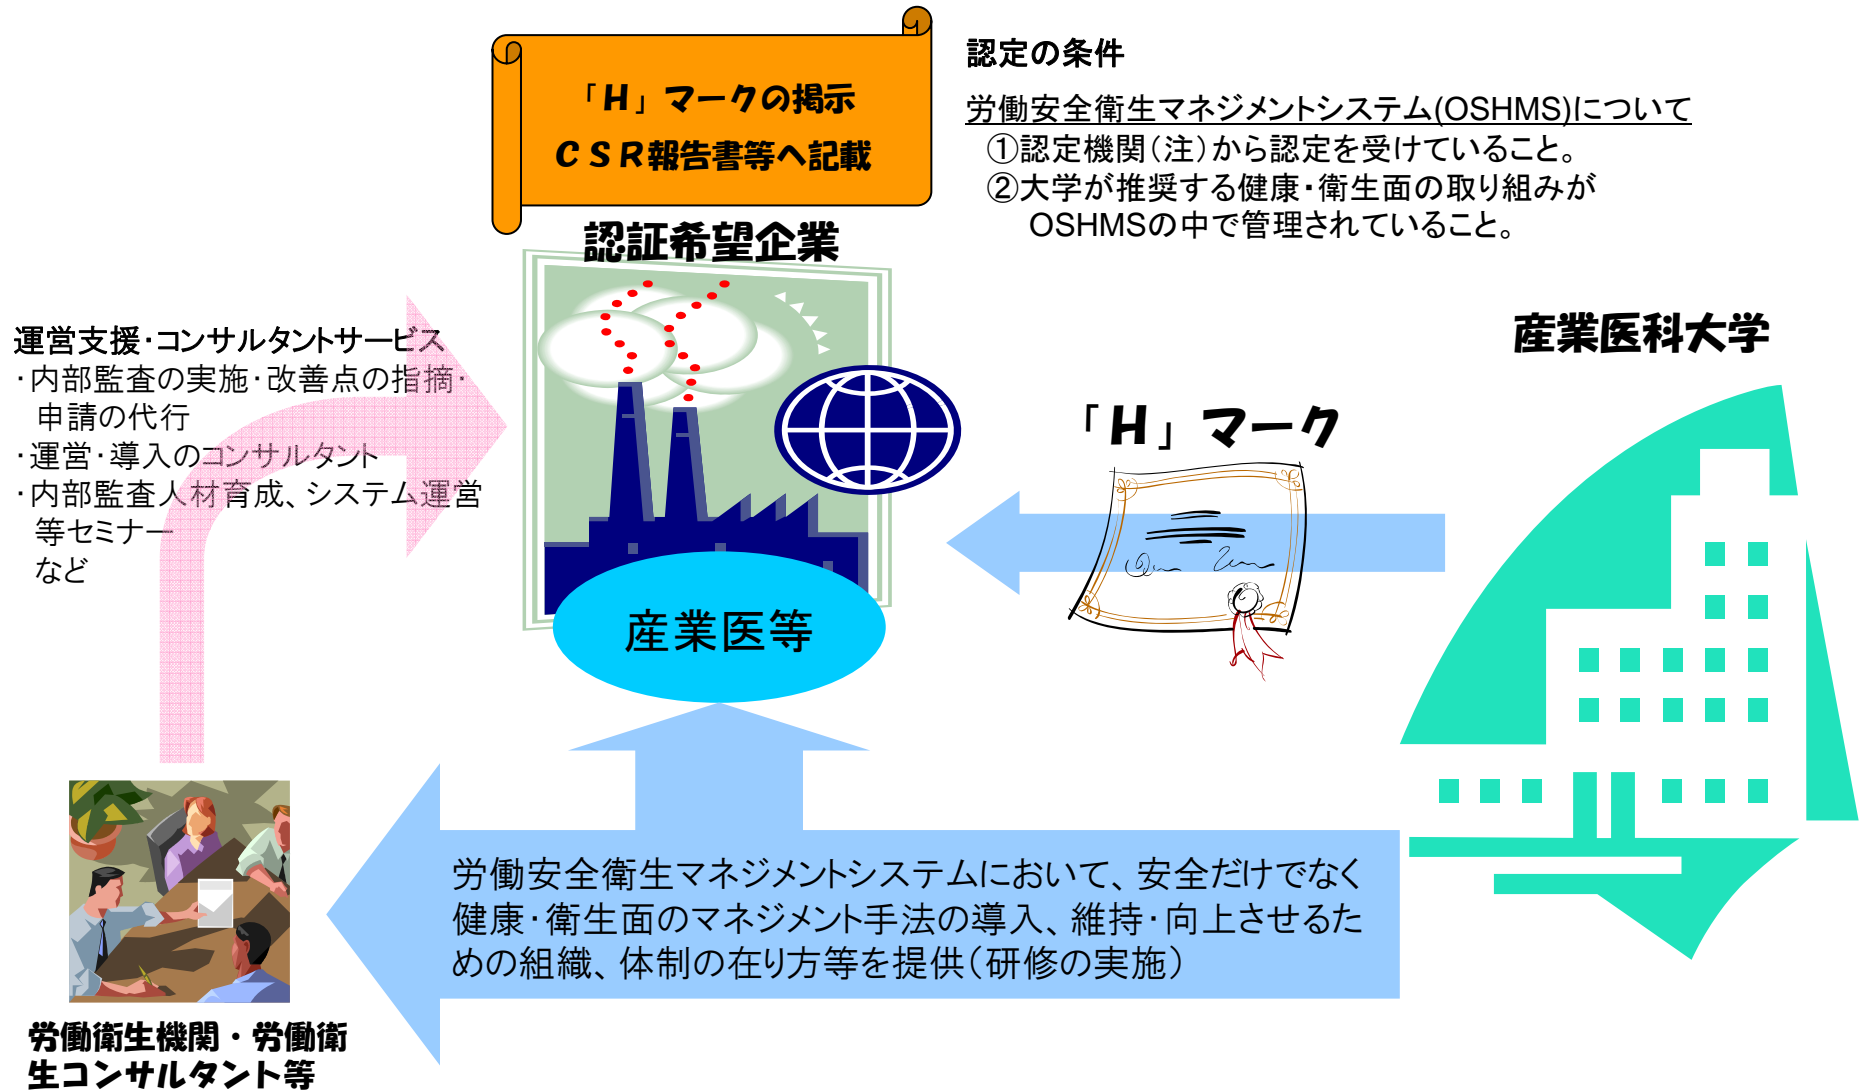 「H」マークの掲示
CSR報告書等へ記載
認定の条件
労働安全衛生マネジメントシステム(OSHMS)について
①認定機関(注)から認定を受けていること。
②大学が推奨する健康・衛生面の取り組みが
OSHMSの中で管理されていること。
認証希望企業
運営支援・コンサルタントサービス
・内部監査の実施・改善点の指摘・
申請の代行
・運営・導入のコンサルタント
・内部監査人材育成、システム運営
等セミナー
など
産業医科大学
「H」マーク
産業医等
労働安全衛生マネジメントシステムにおいて、安全だけでなく
健康・衛生面のマネジメント手法の導入、維持・向上させるた
めの組織、体制の在り方等を提供(研修の実施)
労働衛生機関・労働衛
生コンサルタント等